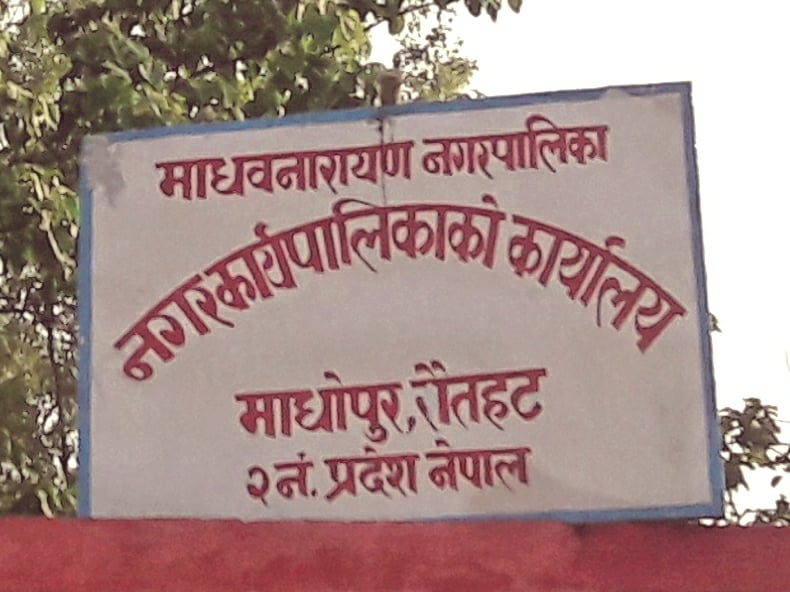 माधवनारायण नगरपालिका
नगरकार्यपालिकाको कार्यालय
माधोपुर, रौतहट
२ नं. प्रदेश नेपाल